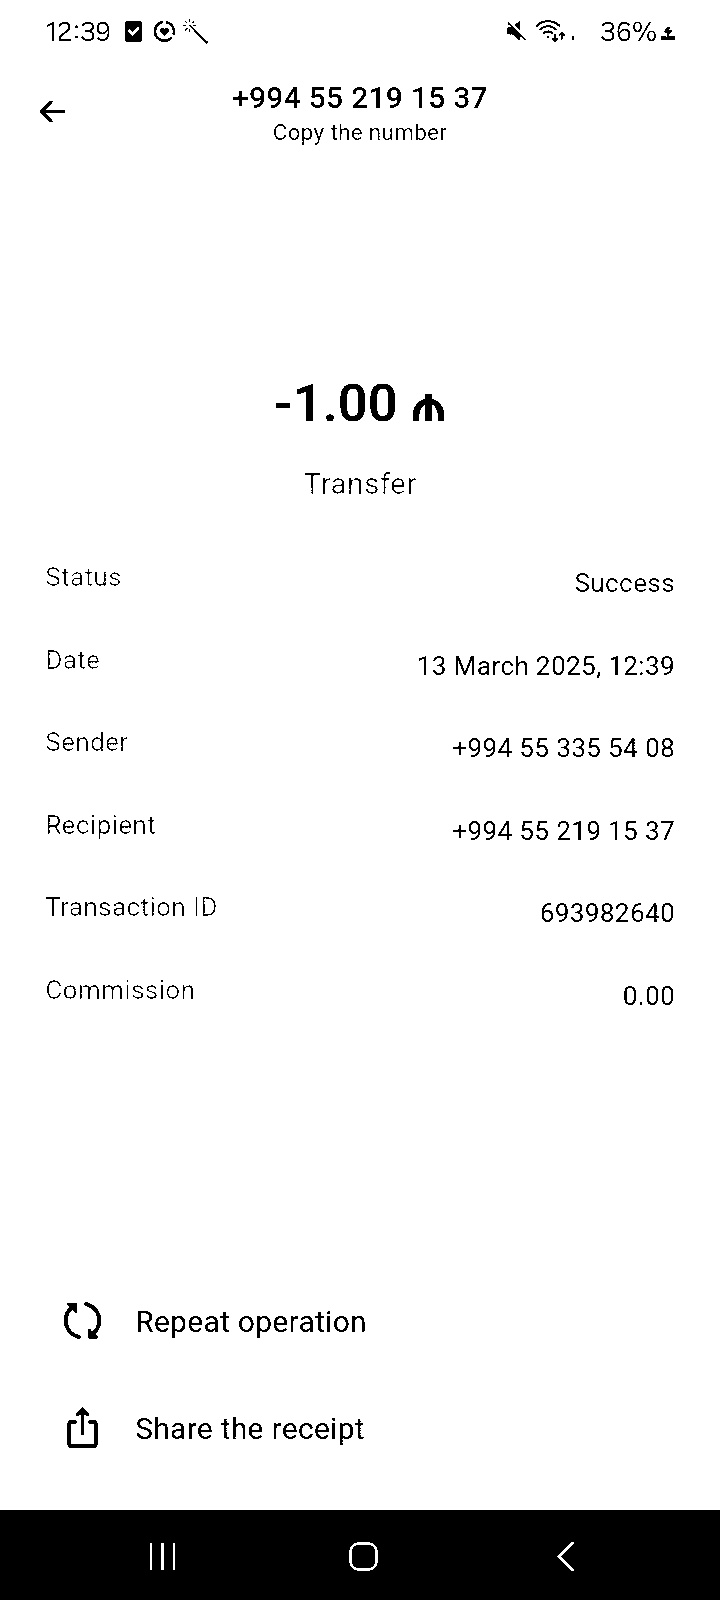 12:39 36%
+994 55 219 15 37
Copy the number
-1.00 ₼
Transfer
Status Success
Date 13 March 2025, 12:39
Sender +994 55 335 54 08
Recipient +994 55 219 15 37
Transaction ID 693982640
Commission 0.00
Repeat operation
Share the receipt